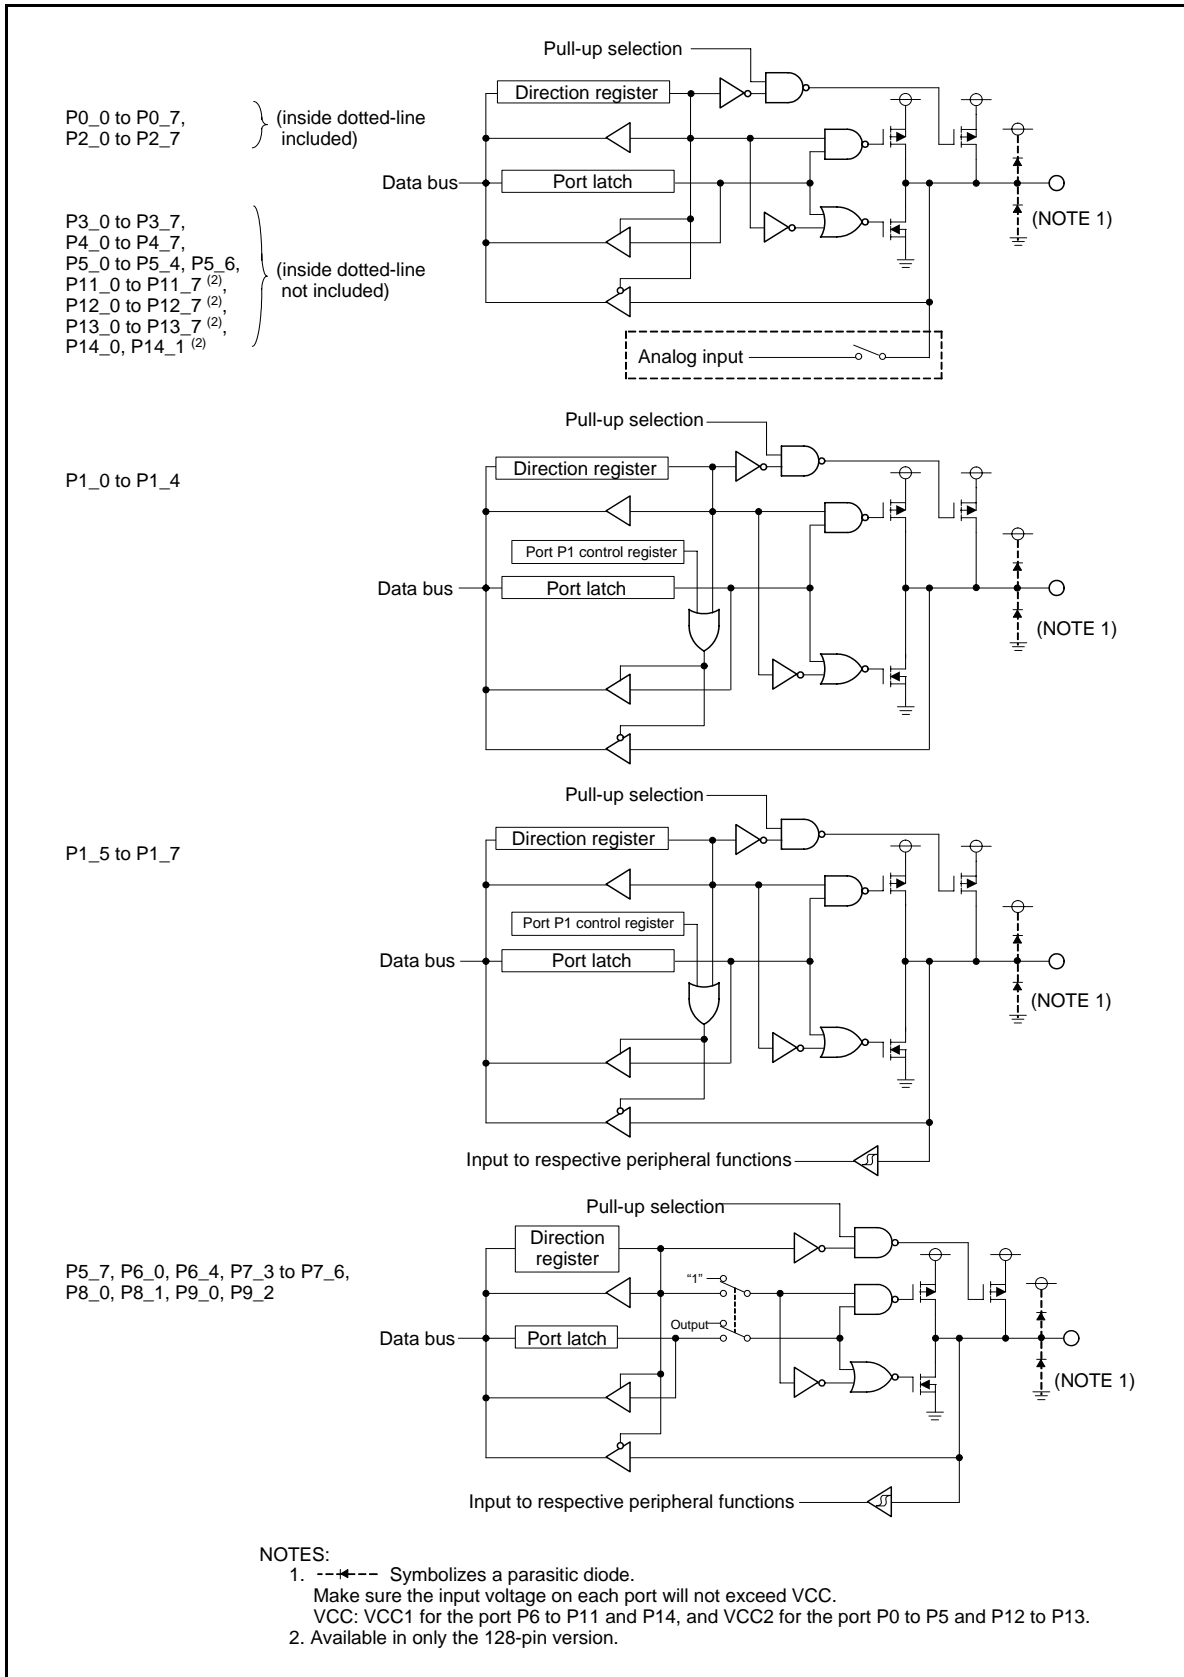 Pull-up selection
Direction register
P0_0 to P0_7,
P2_0 to P2_7
(inside dotted-line
included)
Data bus
Port latch
(NOTE 1)
P3_0 to P3_7,
P4_0 to P4_7,
P5_0 to P5_4, P5_6,
P11_0 to P11_7 (2),
P12_0 to P12_7 (2),
P13_0 to P13_7 (2),
P14_0, P14_1 (2)
(inside dotted-line
not included)
Analog input
Pull-up selection
Direction register
P1_0 to P1_4
Port P1 control register
Data bus
Port latch
(NOTE 1)
Pull-up selection
Direction register
P1_5 to P1_7
Port P1 control register
Data bus
Port latch
(NOTE 1)
Input to respective peripheral functions
Pull-up selection
Direction
register
P5_7, P6_0, P6_4, P7_3 to P7_6,
P8_0, P8_1, P9_0, P9_2
“1”
Output
Data bus
Port latch
(NOTE 1)
Input to respective peripheral functions
NOTES:
1. Symbolizes a parasitic diode.
Make sure the input voltage on each port will not exceed VCC.
VCC: VCC1 for the port P6 to P11 and P14, and VCC2 for the port P0 to P5 and P12 to P13.
2. Available in only the 128-pin version.